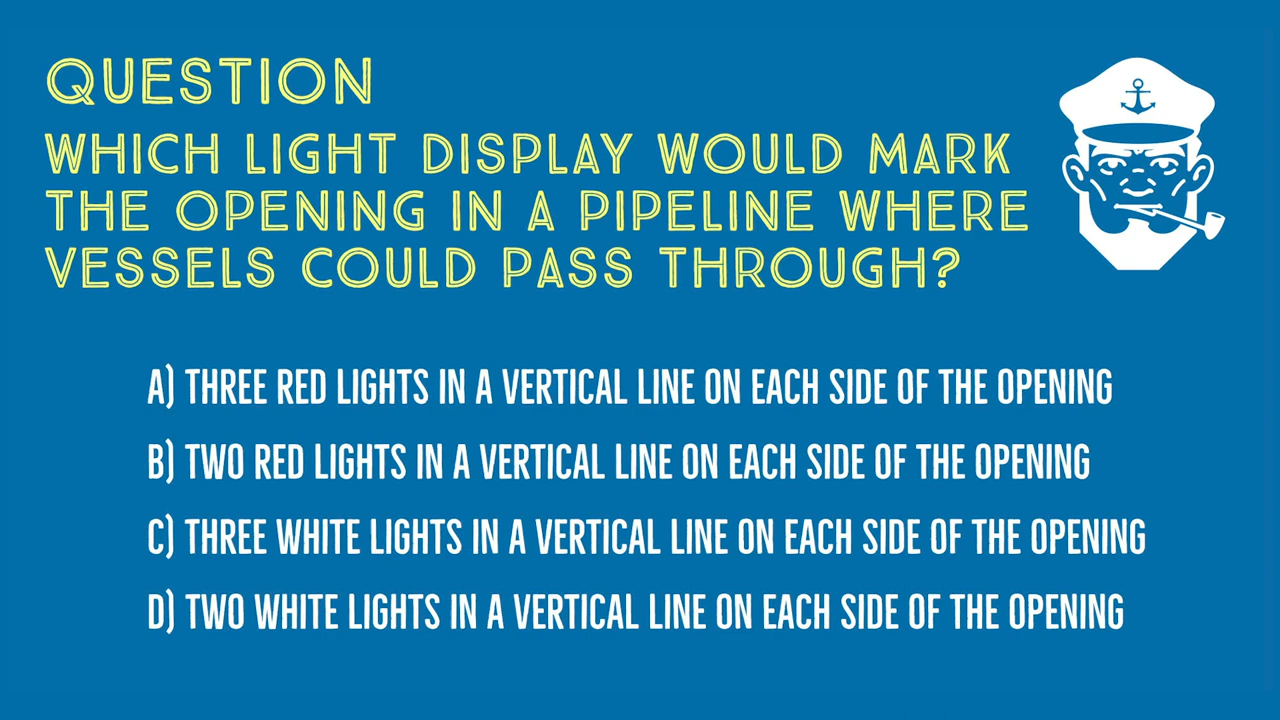 QUESTION
WHICH LIGHT DISPLAY WOULD MARK
THE OPENING IN A PIPELINE WHERE
VESSELS COULD PASS THROUGH?
A) THREE RED LIGHTS IN A VERTICAL LINE ON EACH SIDE OF THE OPENING
B) TWO RED LIGHTS IN A VERTICAL LINE ON EACH SIDE OF THE OPENING
C) THREE WHITE LIGHTS IN A VERTICAL LINE ON EACH SIDE OF THE OPENING
D) TWO WHITE LIGHTS IN A VERTICAL LINE ON EACH SIDE OF THE OPENING